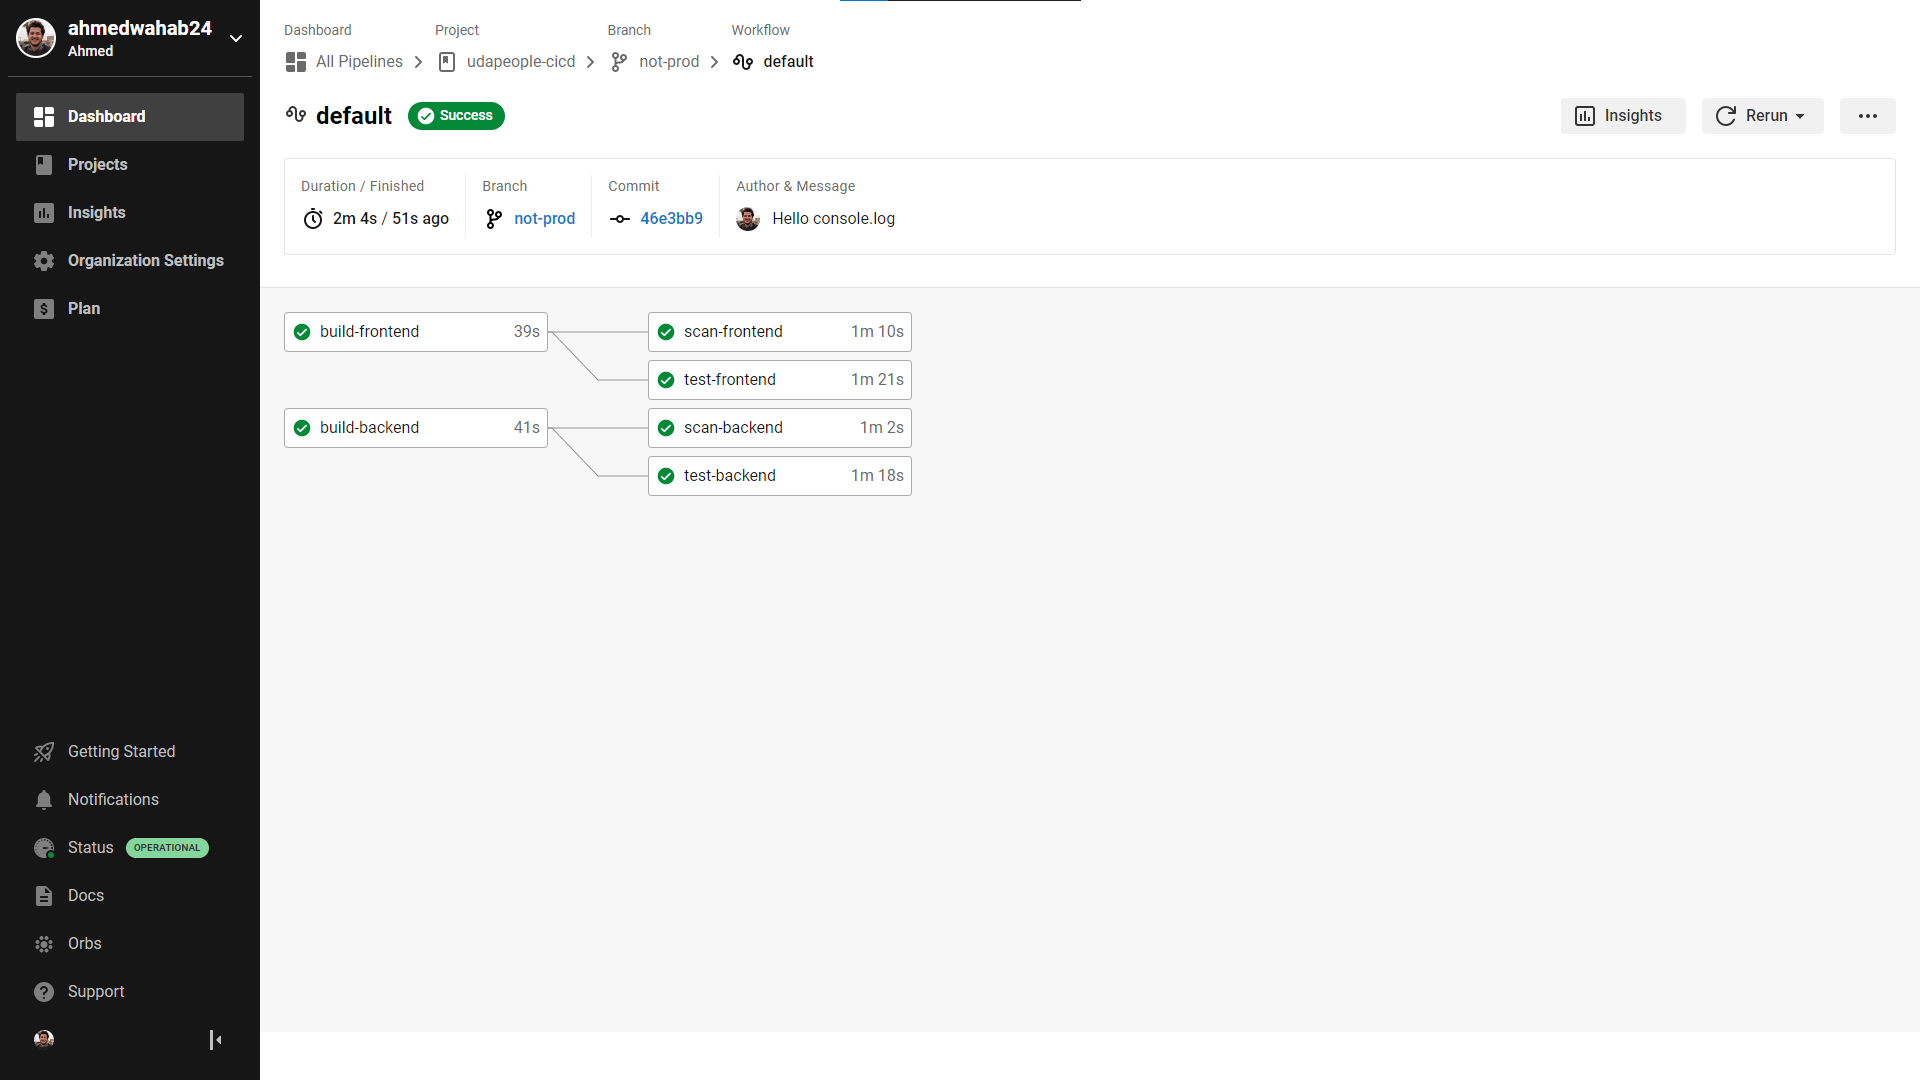 ahmedwahab24
Ahmed
Dashboard
Projects
Insights
Organization Settings
Plan
Getting Started
Notifications
Status OPERATIONAL
Docs
Orbs
Support
Dashboard Project Branch Workflow
All Pipelines udapeople-cicd not-prod default
default Success Insights Rerun
Duration / Finished Branch Commit Author & Message
2m 4s / 51s ago not-prod 46e3bb9 Hello console.log
build-frontend 39s scan-frontend 1m 10s
test-frontend 1m 21s
build-backend 41s scan-backend 1m 2s
test-backend 1m 18s